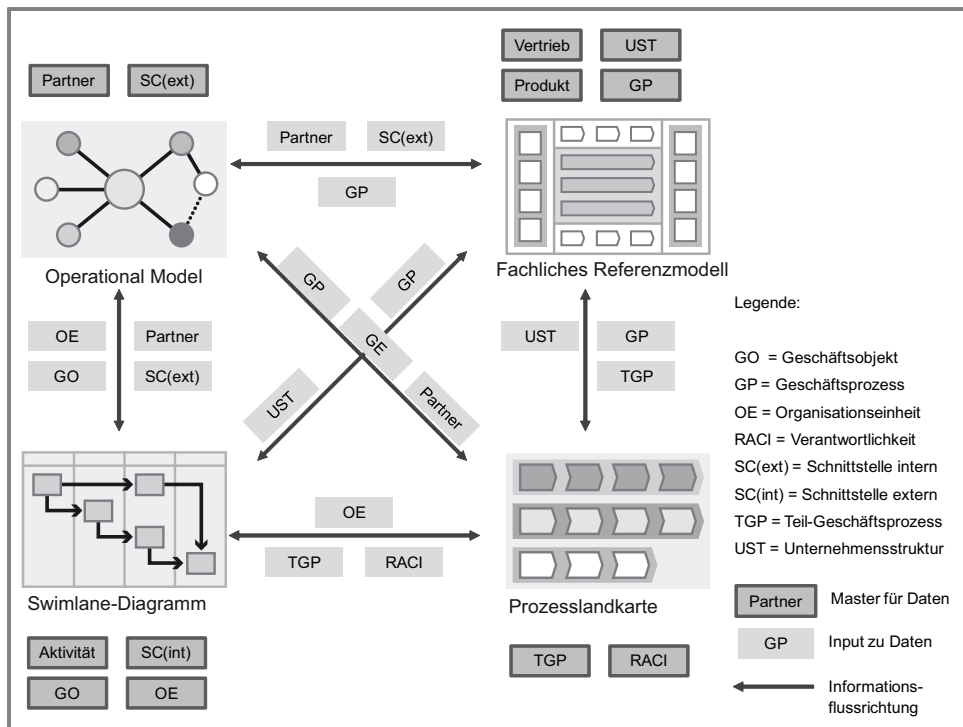 Partner
SC(ext)
Vertrieb
UST
Produkt
GP
Operational Model
Partner
SC(ext)
GP
Fachliches Referenzmodell
OE
Partner
GO
SC(ext)
GP
GP
GE
UST
Partner
UST
GP
TGP
Swimlane-Diagramm
OE
TGP
RACI
Prozesslandkarte
Aktivität
SC(int)
GO
OE
TGP
RACI
Legende:
GO = Geschäftsobjekt
GP = Geschäftsprozess
OE = Organisationseinheit
RACI = Verantwortlichkeit
SC(ext) = Schnittstelle intern
SC(int) = Schnittstelle extern
TGP = Teil-Geschäftsprozess
UST = Unternehmensstruktur
Partner Master für Daten
GP Input zu Daten
Informations-
flussrichtung